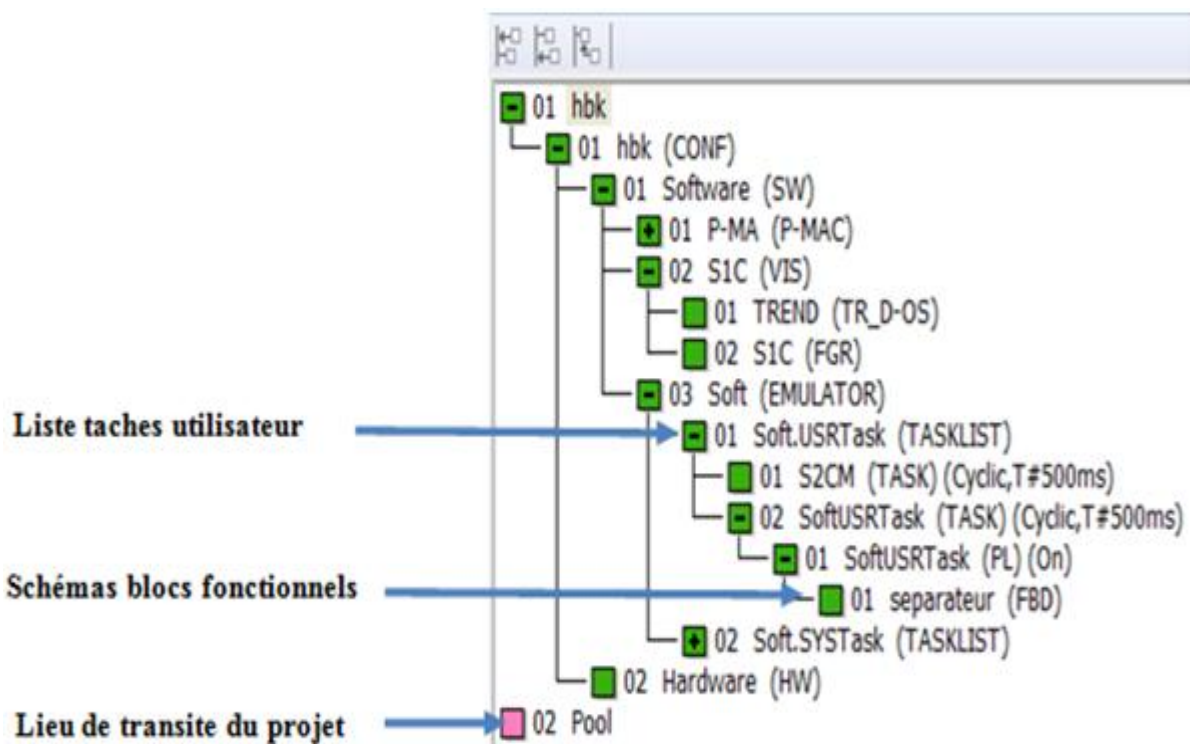 01 hbk
01 hbk (CONF)
01 Software (SW)
01 P-MA (P-MAC)
02 S1C (VIS)
01 TREND (TR_D-OS)
02 S1C (FGR)
03 Soft (EMULATOR)
Liste taches utilisateur
01 Soft.USRTask (TASKLIST)
01 S2CM (TASK) (Cyclic,T#500ms)
02 SoftUSRTask (TASK) (Cyclic,T#500ms)
01 SoftUSRTask (PL) (On)
Schémas blocs fonctionnels
01 separateur (FBD)
02 Soft.SYSTask (TASKLIST)
02 Hardware (HW)
Lieu de transite du projet
02 Pool